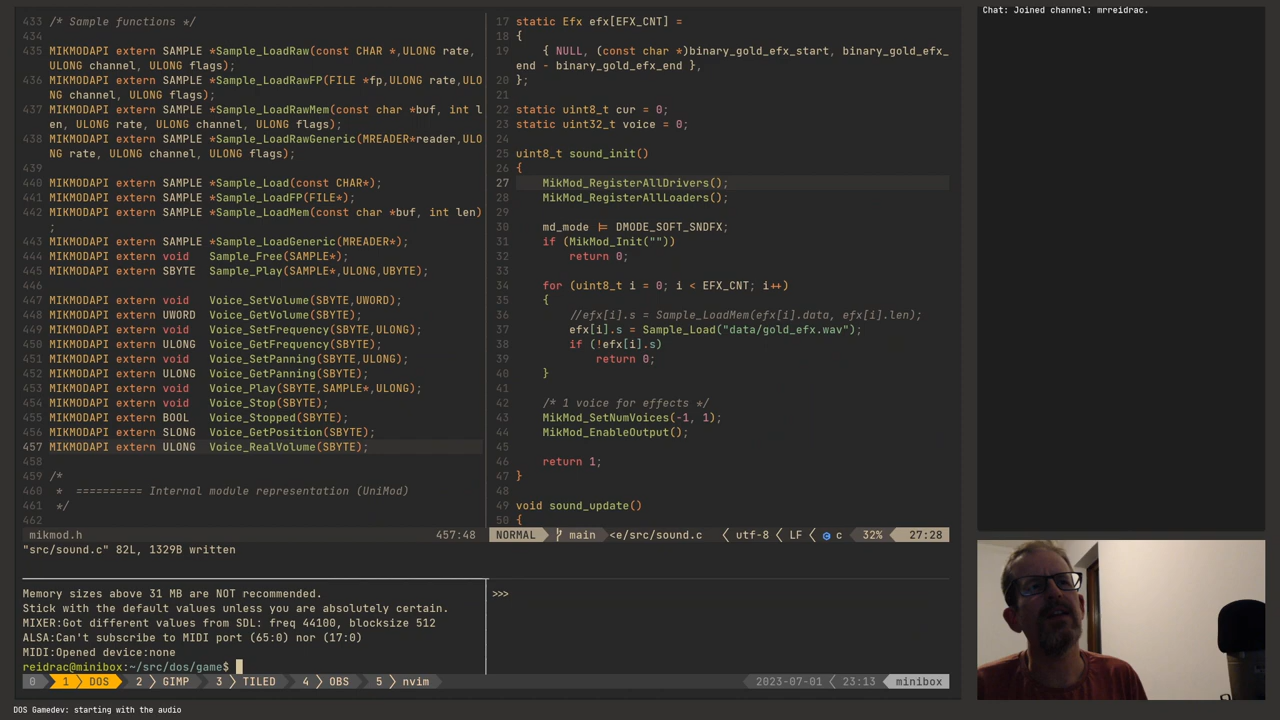 433 /* Sample functions */
434
435 MIKMODAPI extern SAMPLE *Sample_LoadRaw(const CHAR *,ULONG rate,
ULONG channel, ULONG flags);
436 MIKMODAPI extern SAMPLE *Sample_LoadRawFP(FILE *fp,ULONG rate,ULO
NG channel, ULONG flags);
437 MIKMODAPI extern SAMPLE *Sample_LoadRawMem(const char *buf, int l
en, ULONG rate, ULONG channel, ULONG flags);
438 MIKMODAPI extern SAMPLE *Sample_LoadRawGeneric(MREADER*reader,ULO
NG rate, ULONG channel, ULONG flags);
439
440 MIKMODAPI extern SAMPLE *Sample_Load(const CHAR*);
441 MIKMODAPI extern SAMPLE *Sample_LoadFP(FILE*);
442 MIKMODAPI extern SAMPLE *Sample_LoadMem(const char *buf, int len)
;
443 MIKMODAPI extern SAMPLE *Sample_LoadGeneric(MREADER*);
444 MIKMODAPI extern void Sample_Free(SAMPLE*);
445 MIKMODAPI extern SBYTE Sample_Play(SAMPLE*,ULONG,UBYTE);
446
447 MIKMODAPI extern void Voice_SetVolume(SBYTE,UWORD);
448 MIKMODAPI extern UWORD Voice_GetVolume(SBYTE);
449 MIKMODAPI extern void Voice_SetFrequency(SBYTE,ULONG);
450 MIKMODAPI extern ULONG Voice_GetFrequency(SBYTE);
451 MIKMODAPI extern void Voice_SetPanning(SBYTE,ULONG);
452 MIKMODAPI extern ULONG Voice_GetPanning(SBYTE);
453 MIKMODAPI extern void Voice_Play(SBYTE,SAMPLE*,ULONG);
454 MIKMODAPI extern void Voice_Stop(SBYTE);
455 MIKMODAPI extern BOOL Voice_Stopped(SBYTE);
456 MIKMODAPI extern SLONG Voice_GetPosition(SBYTE);
457 MIKMODAPI extern ULONG Voice_RealVolume(SBYTE);
458
459 /*
460 * ========== Internal module representation (UniMod)
461 */
462
mikmod.h 457:48
"src/sound.c" 82L, 1329B written
17 static Efx efx[EFX_CNT] =
18 {
19 { NULL, (const char *)binary_gold_efx_start, binary_gold_efx_
end - binary_gold_efx_end },
20 };
21
22 static uint8_t cur = 0;
23 static uint32_t voice = 0;
24
25 uint8_t sound_init()
26 {
27 MikMod_RegisterAllDrivers();
28 MikMod_RegisterAllLoaders();
29
30 md_mode |= DMODE_SOFT_SNDFX;
31 if (MikMod_Init(""))
32 return 0;
33
34 for (uint8_t i = 0; i < EFX_CNT; i++)
35 {
36 //efx[i].s = Sample_LoadMem(efx[i].data, efx[i].len);
37 efx[i].s = Sample_Load("data/gold_efx.wav");
38 if (!efx[i].s)
39 return 0;
40 }
41
42 /* 1 voice for effects */
43 MikMod_SetNumVoices(-1, 1);
44 MikMod_EnableOutput();
45
46 return 1;
47 }
48
49 void sound_update()
50 {
NORMAL main <e/src/sound.c utf-8 LF c 32% 27:28
Memory sizes above 31 MB are NOT recommended.
Stick with the default values unless you are absolutely certain.
MIXER:Got different values from SDL: freq 44100, blocksize 512
ALSA:Can't subscribe to MIDI port (65:0) nor (17:0)
MIDI:Opened device:none
reidrac@minibox:~/src/dos/game$
>>>
0 1 DOS 2 GIMP 3 TILED 4 OBS 5 nvim 2023-07-01 23:13 minibox
DOS Gamedev: starting with the audio
Chat: Joined channel: mrreidrac.